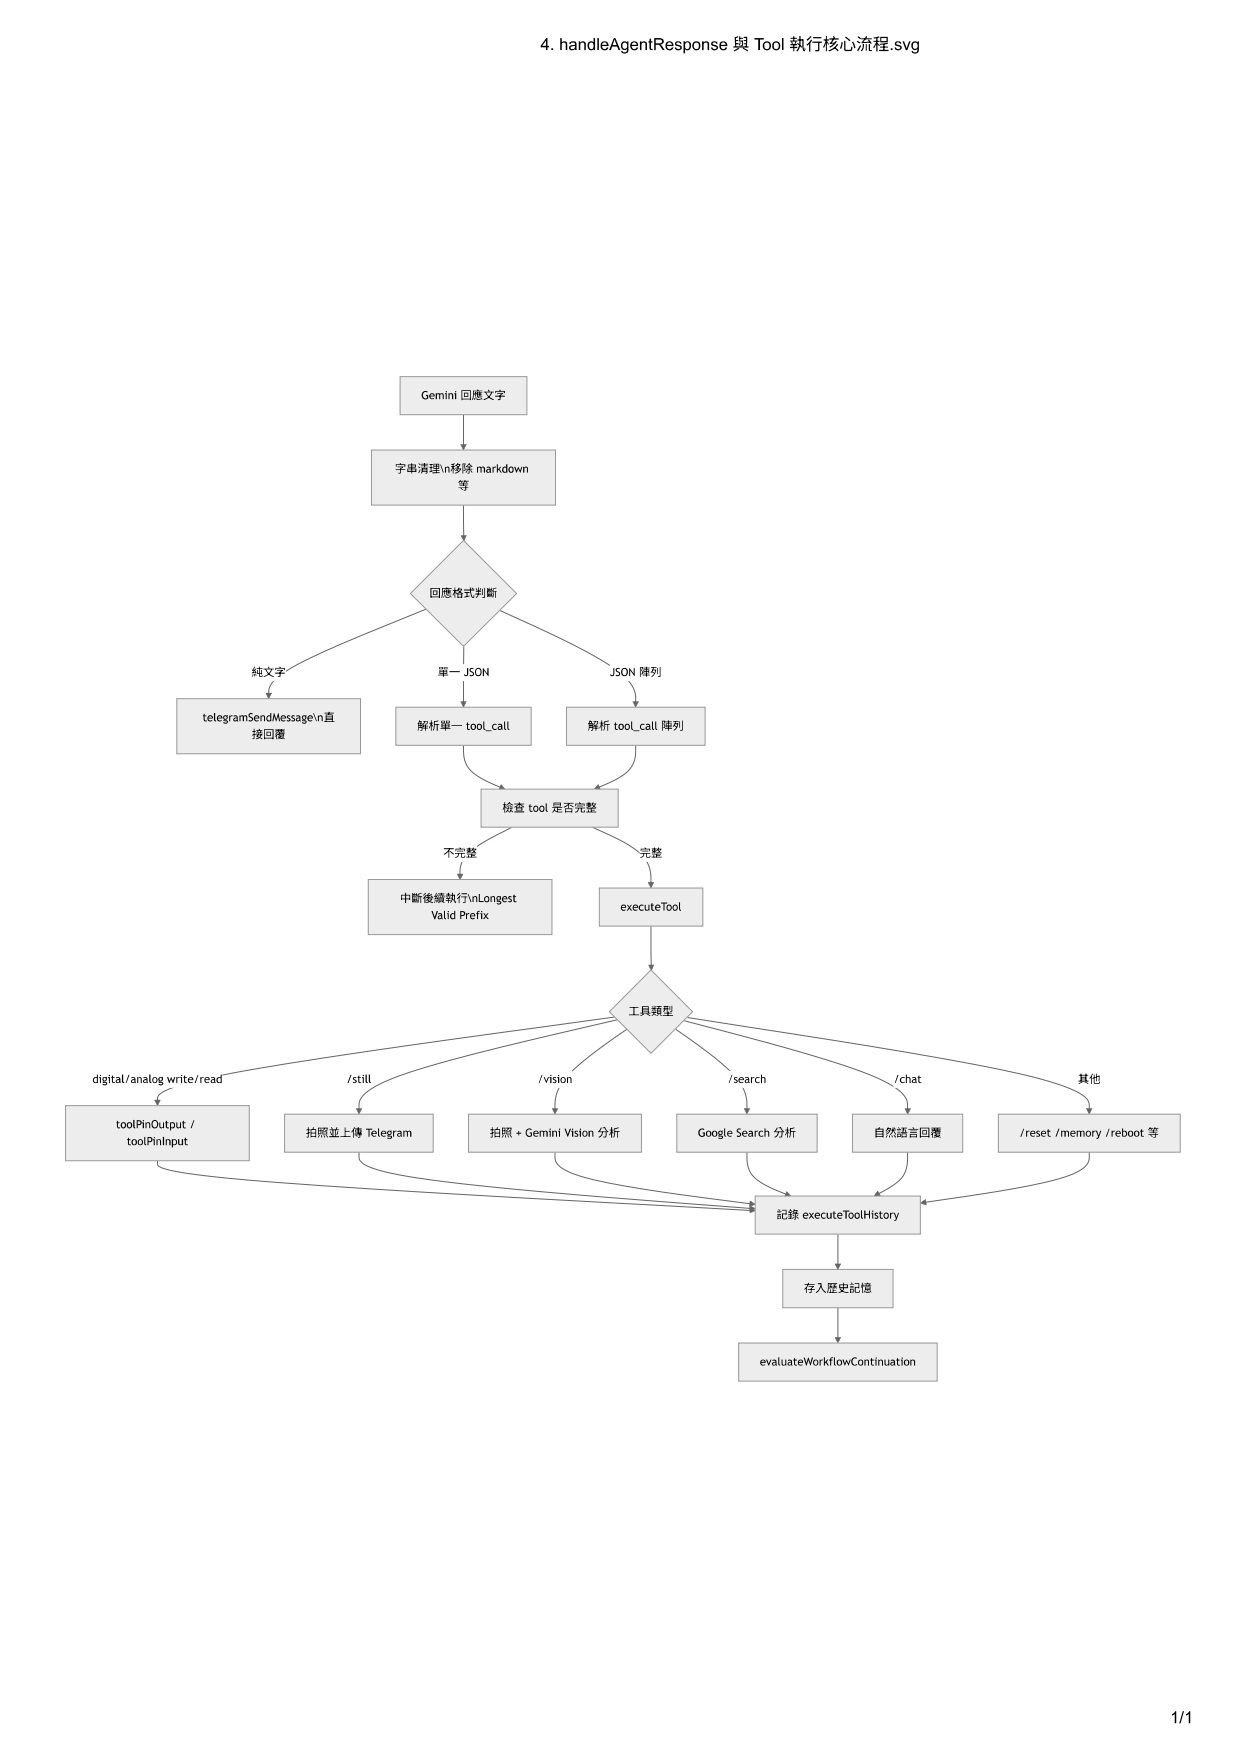 4. handleAgentResponse 與 Tool 執行核心流程.svg
Gemini 回應文字
字串清理\n移除 markdown
等
回應格式判斷
純文字
單一 JSON
JSON 陣列
telegramSendMessage\n直
接回覆
解析單一 tool_call
解析 tool_call 陣列
檢查 tool 是否完整
不完整
完整
中斷後續執行\nLongest
Valid Prefix
executeTool
工具類型
digital/analog write/read
/still
/vision
/search
/chat
其他
toolPinOutput /
toolPinInput
拍照並上傳 Telegram
拍照 + Gemini Vision 分析
Google Search 分析
自然語言回覆
/reset /memory /reboot 等
記錄 executeToolHistory
存入歷史記憶
evaluateWorkflowContinuation
1/1